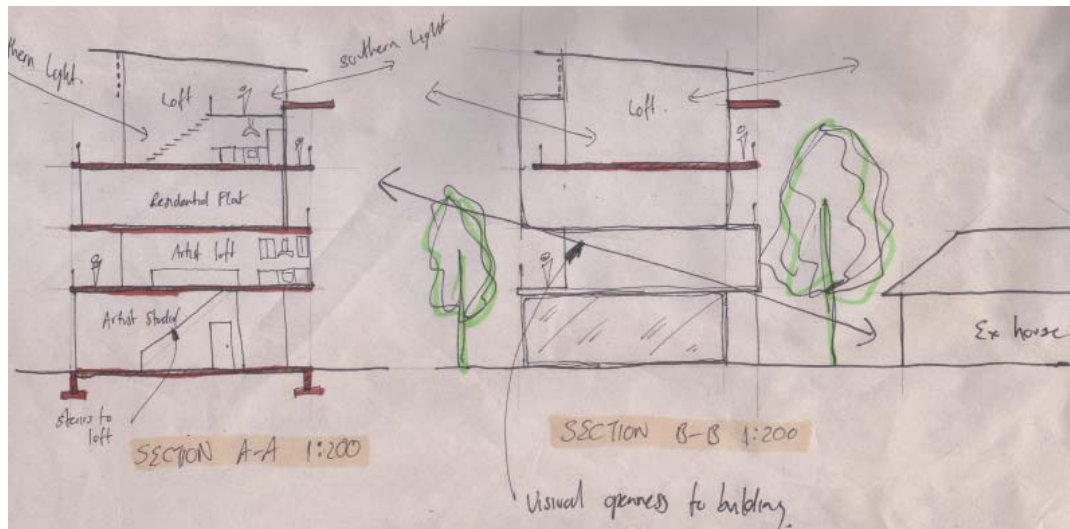 thern Light.
Southern Light
Loft
Residential Flat
Artist loft
Artist Studio
stairs to
loft
SECTION A-A 1:200
Loft.
Ex house
SECTION B-B 1:200
Visual openness to building.